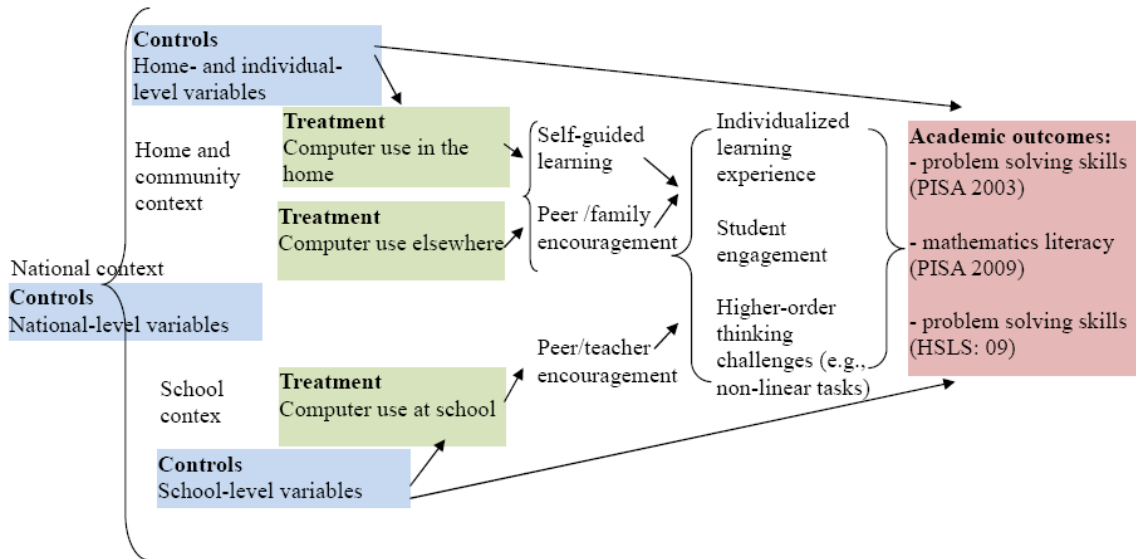 Controls
Home- and individual-
level variables
Home and
community
context
Treatment
Computer use in the
home
Treatment
Computer use elsewhere
Self-guided
learning
Peer /family
encouragement
Individualized
learning
experience
Student
engagement
Higher-order
thinking
challenges (e.g.,
non-linear tasks)
Academic outcomes:
- problem solving skills
(PISA 2003)
- mathematics literacy
(PISA 2009)
- problem solving skills
(HSLS: 09)
National context
Controls
National-level variables
Peer/teacher
encouragement
School
contex
Treatment
Computer use at school
Controls
School-level variables